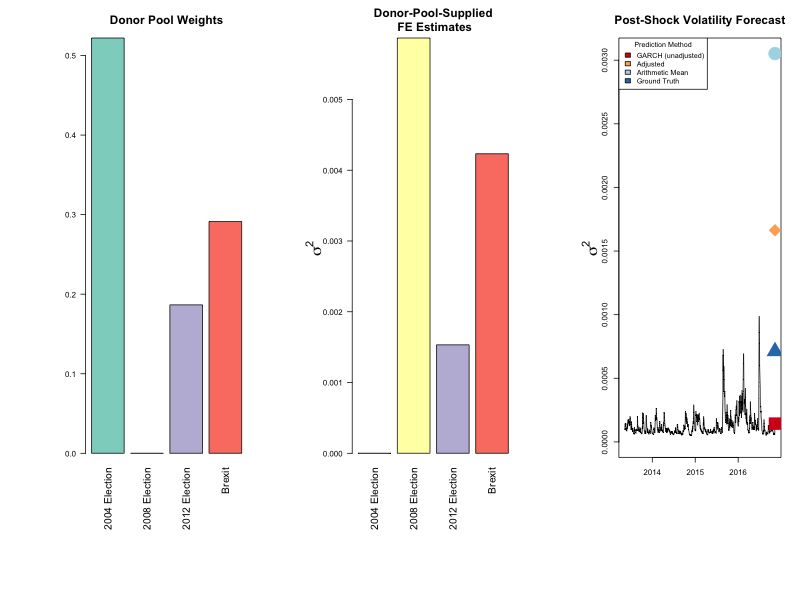 Donor Pool Weights
0.5
0.4
0.3
0.2
0.1
0.0
2004 Election
2008 Election
2012 Election
Brexit
Donor-Pool-Supplied
FE Estimates
σ²
0.005
0.004
0.003
0.002
0.001
0.000
2004 Election
2008 Election
2012 Election
Brexit
Post-Shock Volatility Forecast
σ²
0.0030
0.0025
0.0020
0.0015
0.0010
0.0005
0.0000
Prediction Method
GARCH (unadjusted)
Adjusted
Arithmetic Mean
Ground Truth
2014
2015
2016